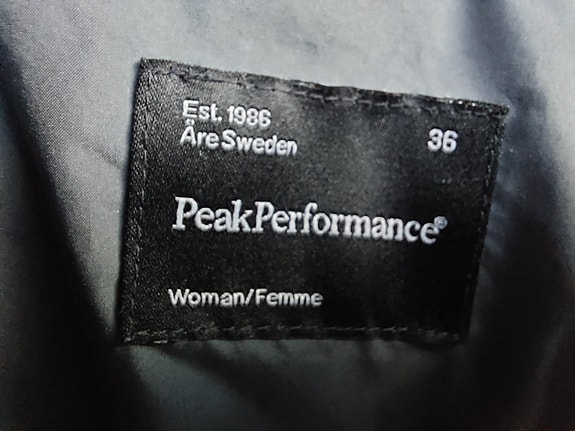 Est. 1986
Åre Sweden
36
PeakPerformance®
Woman/Femme